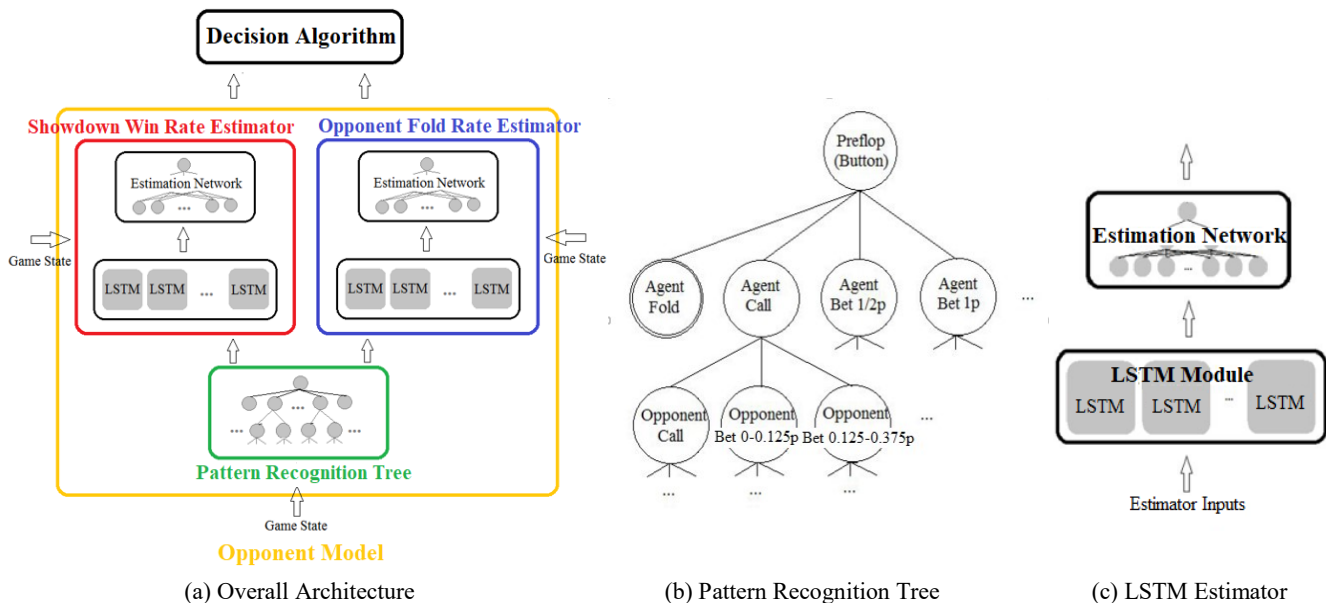 Decision Algorithm
Showdown Win Rate Estimator
Opponent Fold Rate Estimator
Estimation Network
...
Estimation Network
...
Game State
Game State
LSTM LSTM ... LSTM
LSTM LSTM ... LSTM
...
... ...
Pattern Recognition Tree
Game State
Opponent Model
(a) Overall Architecture
Preflop
(Button)
Agent
Fold
Agent
Call
Agent
Bet 1/2p
Agent
Bet 1p
...
Opponent
Call
Opponent
Bet 0-0.125p
Opponent
Bet 0.125-0.375p
...
...
...
...
(b) Pattern Recognition Tree
Estimation Network
...
LSTM Module
LSTM LSTM ... LSTM
Estimator Inputs
(c) LSTM Estimator